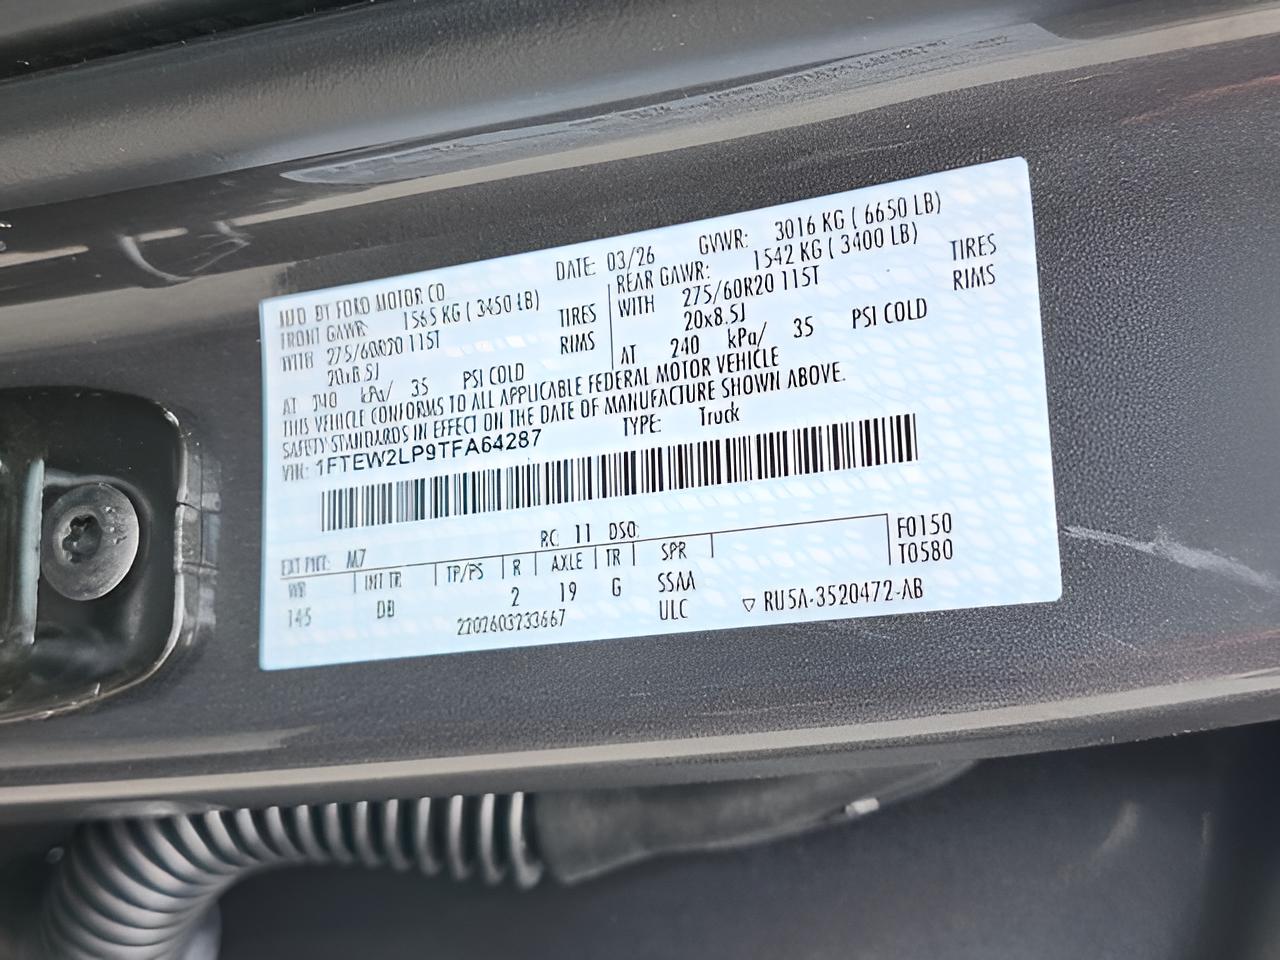 MFD BY FORD MOTOR CO
DATE: 03/26
GVWR: 3016 KG ( 6650 LB)
FRONT GAWR: 1565 KG ( 3450 LB)
REAR GAWR: 1542 KG ( 3400 LB)
WITH 275/60R20 115T TIRES
WITH 275/60R20 115T TIRES
20x8.5J RIMS
20x8.5J RIMS
AT 240 kPa/ 35 PSI COLD
AT 240 kPa/ 35 PSI COLD
THIS VEHICLE CONFORMS TO ALL APPLICABLE FEDERAL MOTOR VEHICLE
SAFETY STANDARDS IN EFFECT ON THE DATE OF MANUFACTURE SHOWN ABOVE.
VIN: 1FTEW2LP9TFA64287
TYPE: Truck
F0150
T0580
EXT PNT: M7 RC: 11 DSO:
WB INT TR TP/PS R AXLE TR SPR
145 DB 2 19 G SSAA
ULC
▽ RU5A-3520472-AB